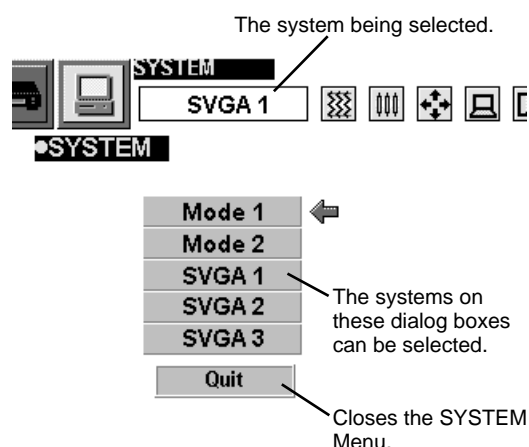 The system being selected.
SYSTEM
SVGA 1
●SYSTEM
Mode 1
Mode 2
SVGA 1
SVGA 2
SVGA 3
Quit
The systems on
these dialog boxes
can be selected.
Closes the SYSTEM
Menu.